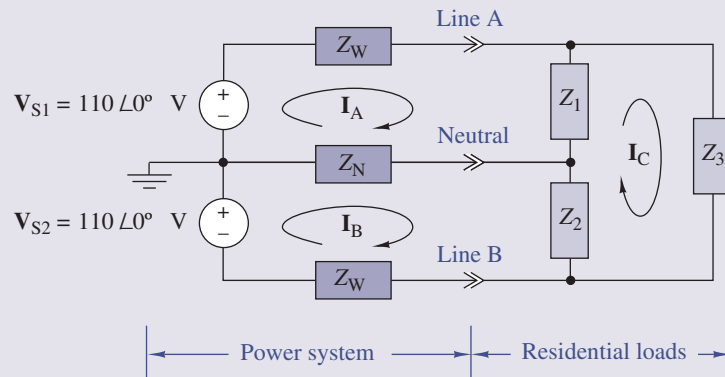 Line A
Z_W
V_S1 = 110 ∠0° V
+
−
I_A
Z_1
Neutral
Z_N
I_C
Z_3
V_S2 = 110 ∠0° V
+
−
I_B
Z_2
Line B
Z_W
Power system
Residential loads